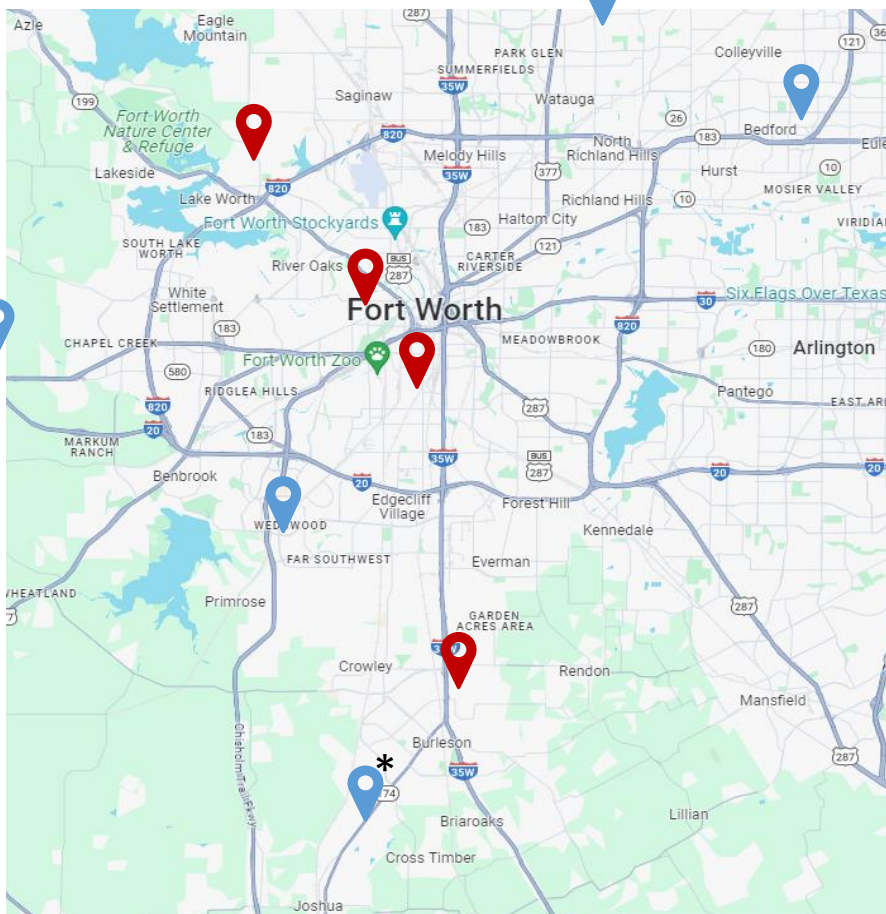 Azle
Eagle
Mountain
287
287
PARK GLEN
SUMMERFIELDS
Colleyville
121
36
199
Saginaw
35W
Watauga
Fort Worth
Nature Center
& Refuge
820
26
183
Bedford
Melody Hills
North
Richland Hills
Lakeside
35W
377
Hurst
10
820
Lake Worth
Richland Hills
10
MOSIER VALLEY
Fort Worth Stockyards
183
Haltom City
VIRIDIA
SOUTH LAKE
WORTH
121
River Oaks
BUS
287
CARTER
RIVERSIDE
White
Settlement
30
Six Flags Over Texas
Fort Worth
183
820
CHAPEL CREEK
MEADOWBROOK
180
Arlington
Fort Worth Zoo
580
RIDGLEA HILLS
Pantego
820
287
EAST AR
20
183
MARKUM
RANCH
35W
BUS
287
20
20
Benbrook
20
Edgecliff
Village
Forest Hill
Kennedale
FAR SOUTHWEST
Everman
WHEATLAND
Primrose
287
GARDEN
ACRES AREA
Crowley
Rendon
Mansfield
Chisholm Trail Pkwy
Burleson
287
*
35W
174
Lillian
Briaroaks
Cross Timber
Joshua